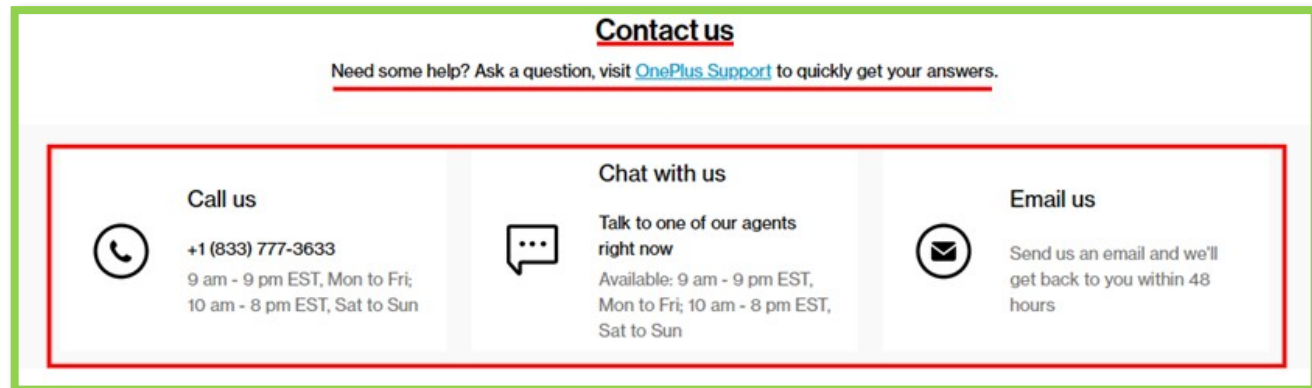 Contact us
Need some help? Ask a question, visit OnePlus Support to quickly get your answers.
Call us
+1 (833) 777-3633
9 am - 9 pm EST, Mon to Fri;
10 am - 8 pm EST, Sat to Sun
Chat with us
Talk to one of our agents
right now
Available: 9 am - 9 pm EST,
Mon to Fri; 10 am - 8 pm EST,
Sat to Sun
Email us
Send us an email and we'll
get back to you within 48
hours